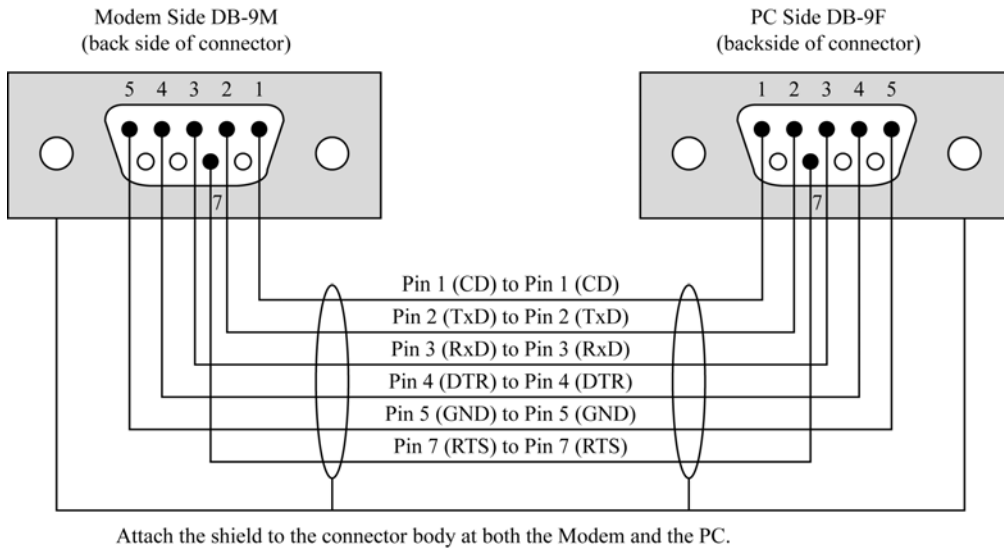 Modem Side DB-9M
(back side of connector)
PC Side DB-9F
(backside of connector)
5 4 3 2 1
7
1 2 3 4 5
7
Pin 1 (CD) to Pin 1 (CD)
Pin 2 (TxD) to Pin 2 (TxD)
Pin 3 (RxD) to Pin 3 (RxD)
Pin 4 (DTR) to Pin 4 (DTR)
Pin 5 (GND) to Pin 5 (GND)
Pin 7 (RTS) to Pin 7 (RTS)
Attach the shield to the connector body at both the Modem and the PC.